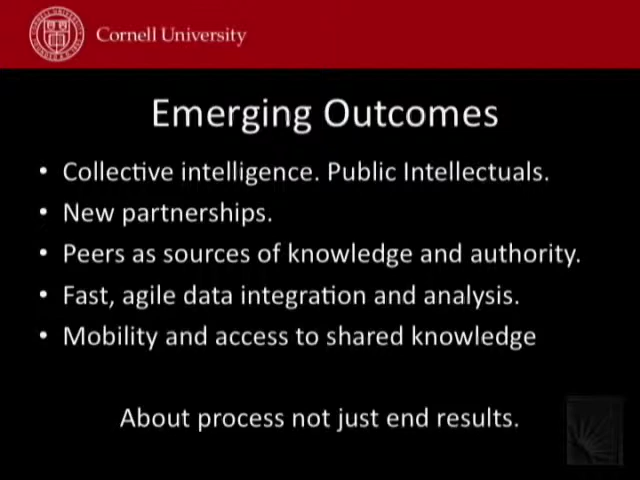 Cornell University
Emerging Outcomes
• Collective intelligence. Public Intellectuals.
• New partnerships.
• Peers as sources of knowledge and authority.
• Fast, agile data integration and analysis.
• Mobility and access to shared knowledge
About process not just end results.